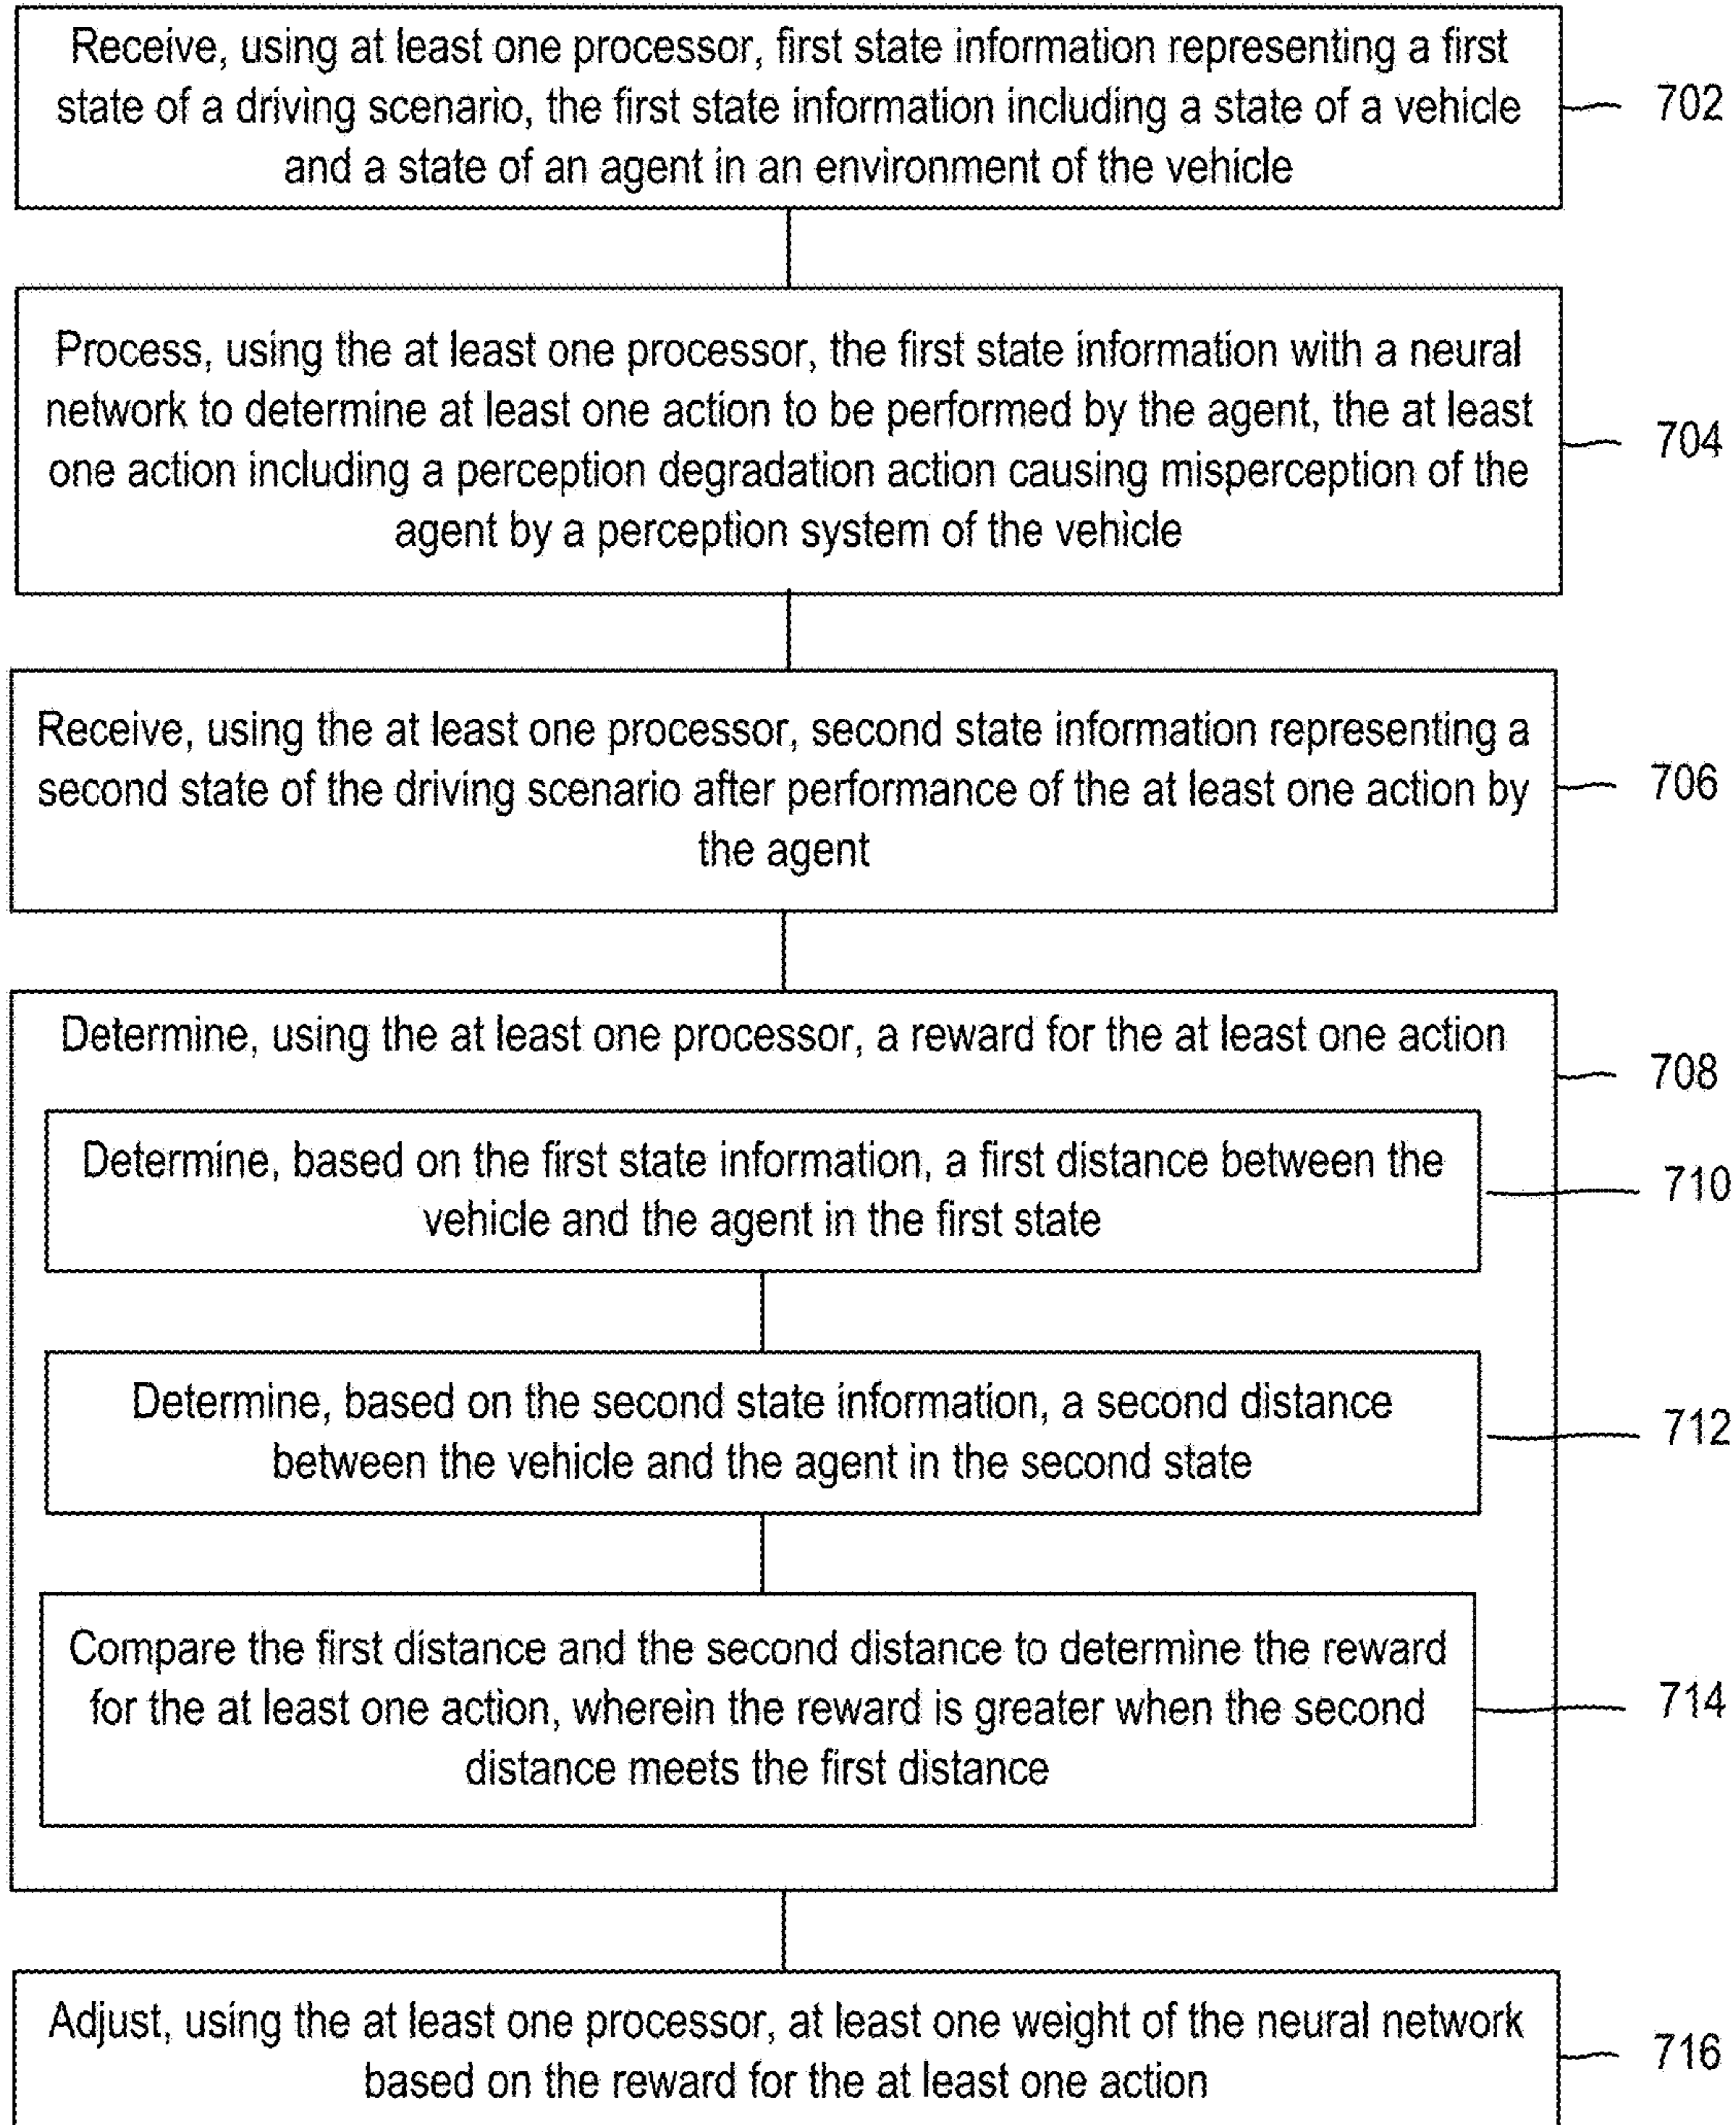 Receive, using at least one processor, first state information representing a first
state of a driving scenario, the first state information including a state of a vehicle
and a state of an agent in an environment of the vehicle
702
Process, using the at least one processor, the first state information with a neural
network to determine at least one action to be performed by the agent, the at least
one action including a perception degradation action causing misperception of the
agent by a perception system of the vehicle
704
Receive, using the at least one processor, second state information representing a
second state of the driving scenario after performance of the at least one action by
the agent
706
Determine, using the at least one processor, a reward for the at least one action
708
Determine, based on the first state information, a first distance between the
vehicle and the agent in the first state
710
Determine, based on the second state information, a second distance
between the vehicle and the agent in the second state
712
Compare the first distance and the second distance to determine the reward
for the at least one action, wherein the reward is greater when the second
distance meets the first distance
714
Adjust, using the at least one processor, at least one weight of the neural network
based on the reward for the at least one action
716